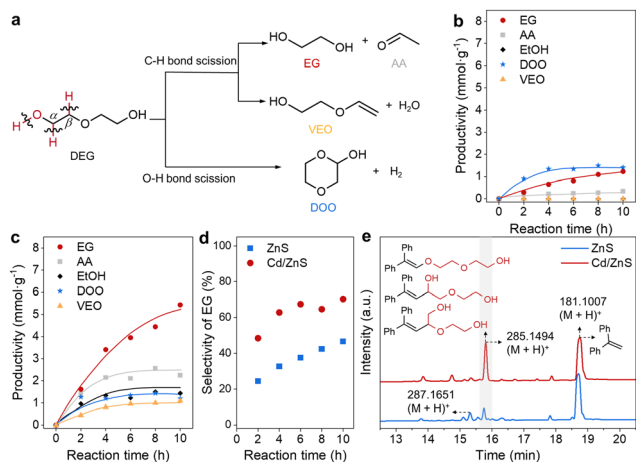 a
C-H bond scission
HO
OH
EG
+
O
AA
H
O
H
α
β
O
OH
H
DEG
HO
O
VEO
+ H₂O
O-H bond scission
O
OH
O
DOO
+ H₂
b
EG
AA
EtOH
DOO
VEO
Productivity (mmol·g⁻¹)
8
7
6
5
4
3
2
1
0
0 2 4 6 8 10
Reaction time (h)
c
EG
AA
EtOH
DOO
VEO
Productivity (mmol·g⁻¹)
8
7
6
5
4
3
2
1
0
0 2 4 6 8 10
Reaction time (h)
d
ZnS
Cd/ZnS
Selectivity of EG (%)
100
80
60
40
20
0
0 2 4 6 8 10
Reaction time (h)
e
ZnS
Cd/ZnS
Ph
Ph
O
O
OH
Ph OH
Ph
O
OH
Ph OH
Ph
O
OH
285.1494
(M + H)⁺
181.1007
(M + H)⁺
Ph
Ph
287.1651
(M + H)⁺
Intensity (a.u.)
13 14 15 16 17 18 19 20
Time (min)